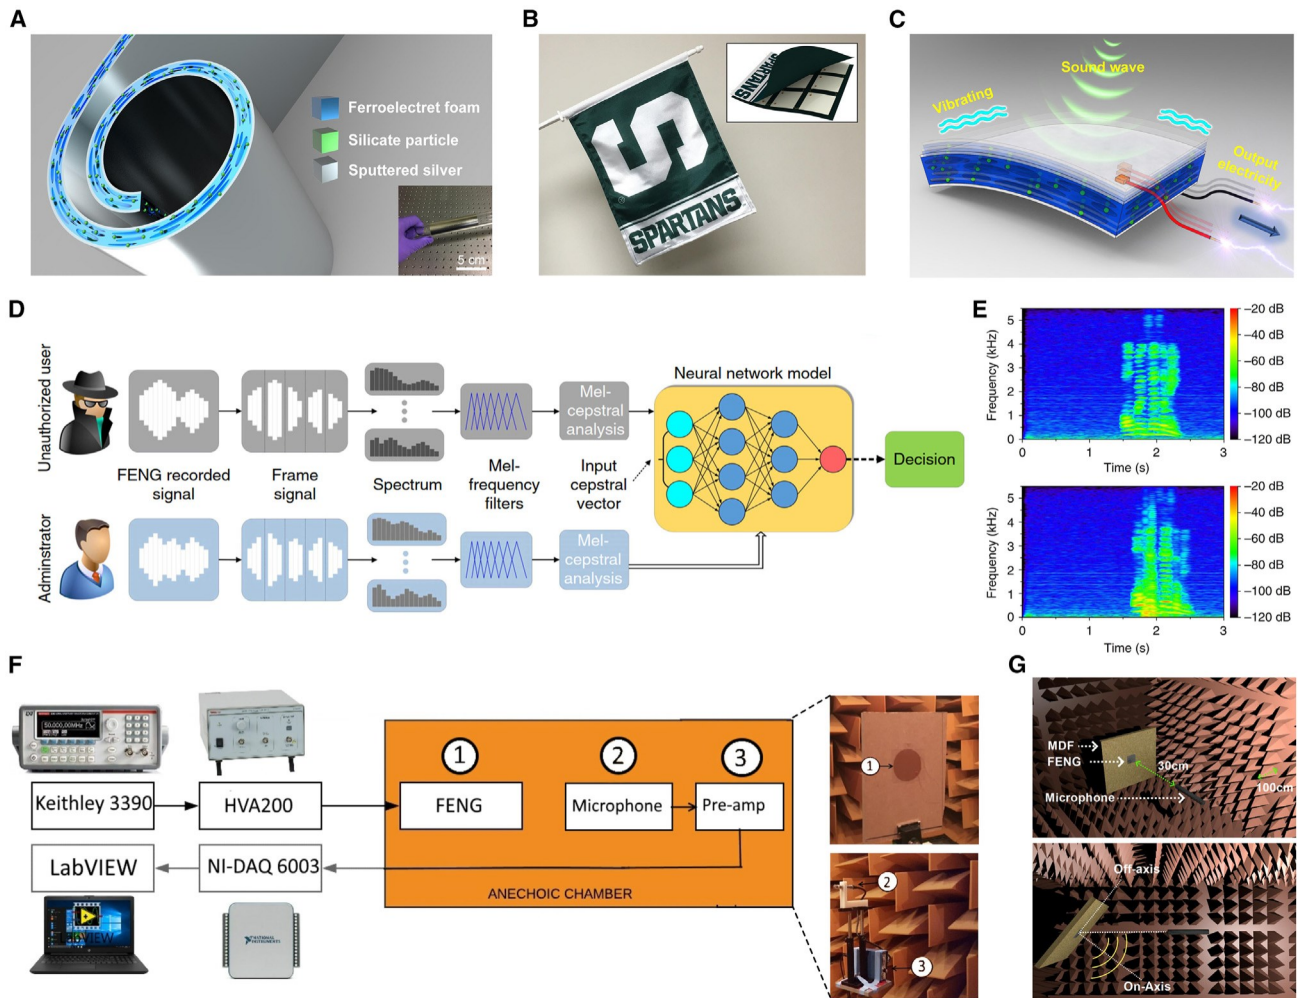 A
Ferroelectret foam
Silicate particle
Sputtered silver
5 cm
B
S
SPARTANS
SPARTANS
C
Sound wave
Vibrating
Output
electricity
D
Unauthorized user
FENG recorded
signal
Frame
signal
Spectrum
Mel-
frequency
filters
Mel-
cepstral
analysis
Input
cepstral
vector
Neural network model
Decision
Adminstrator
Mel-
cepstral
analysis
E
Frequency (kHz)
5
4
3
2
1
0
0 1 2 3
Time (s)
−20 dB
−40 dB
−60 dB
−80 dB
−100 dB
−120 dB
Frequency (kHz)
5
4
3
2
1
0
0 1 2 3
Time (s)
−20 dB
−40 dB
−60 dB
−80 dB
−100 dB
−120 dB
F
50.000,00MHz
Keithley 3390
HVA200
1
FENG
2
Microphone
3
Pre-amp
LabVIEW
NI-DAQ 6003
ANECHOIC CHAMBER
NATIONAL
INSTRUMENTS
1
2
3
G
MDF
FENG
30cm
Microphone
100cm
Off-axis
On-Axis